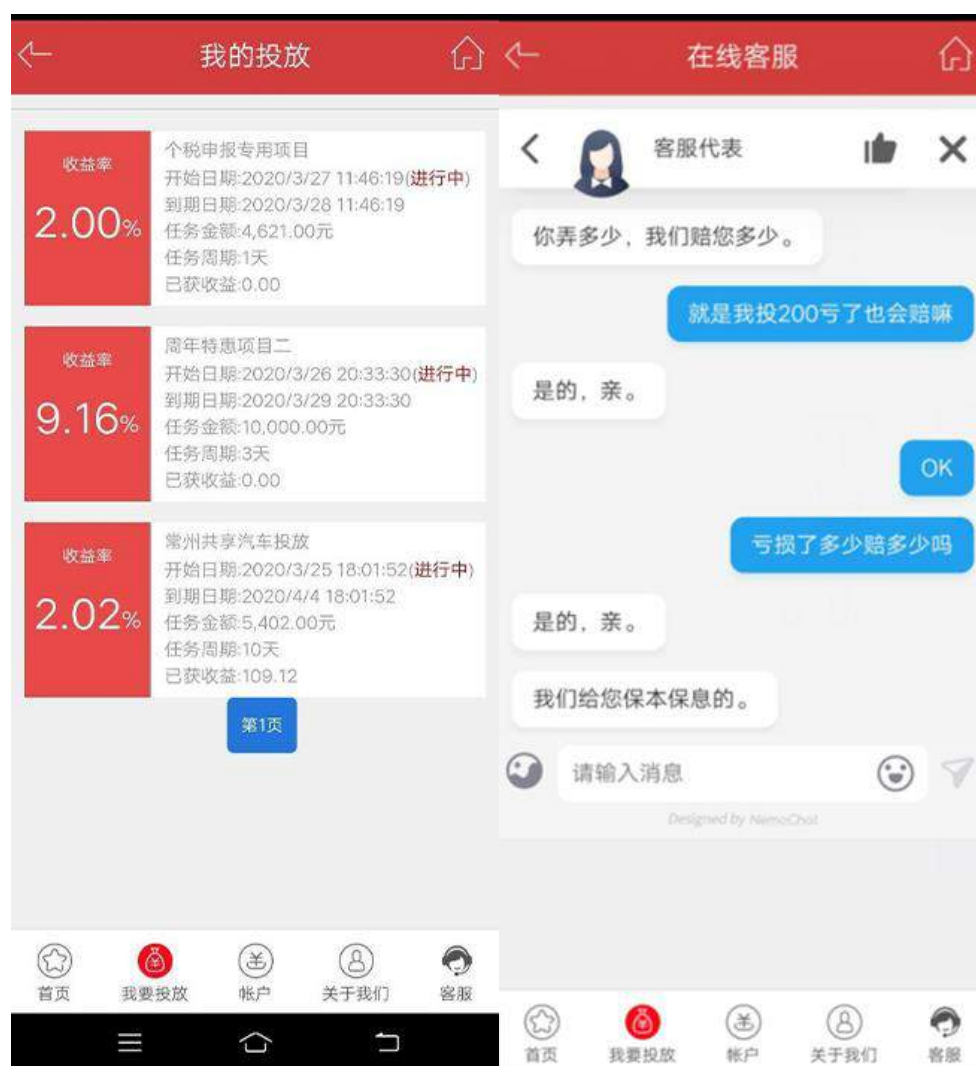 我的投放
收益率
2.00%
个税申报专用项目
开始日期:2020/3/27 11:46:19(进行中)
到期日期:2020/3/28 11:46:19
任务金额:4,621.00元
任务周期:1天
已获收益:0.00
收益率
9.16%
周年特惠项目二
开始日期:2020/3/26 20:33:30(进行中)
到期日期:2020/3/29 20:33:30
任务金额:10,000.00元
任务周期:3天
已获收益:0.00
收益率
2.02%
常州共享汽车投放
开始日期:2020/3/25 18:01:52(进行中)
到期日期:2020/4/4 18:01:52
任务金额:5,402.00元
任务周期:10天
已获收益:109.12
第1页
首页
我要投放
帐户
关于我们
客服
在线客服
客服代表
你弄多少，我们赔您多少。
就是我投200亏了也会赔嘛
是的，亲。
OK
亏损了多少赔多少吗
是的，亲。
我们给您保本保息的。
请输入消息
Designed by NemoChat
首页
我要投放
帐户
关于我们
客服